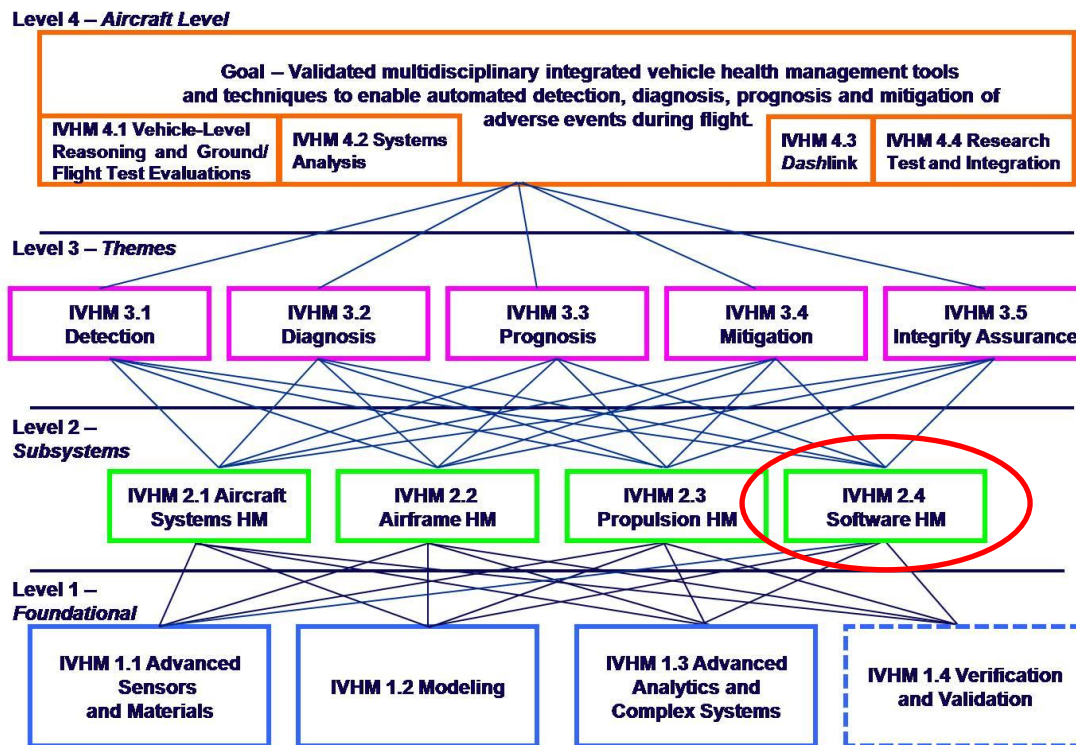 Level 4 – Aircraft Level
Goal – Validated multidisciplinary integrated vehicle health management tools
and techniques to enable automated detection, diagnosis, prognosis and mitigation of
adverse events during flight.
IVHM 4.1 Vehicle-Level
Reasoning and Ground/
Flight Test Evaluations
IVHM 4.2 Systems
Analysis
IVHM 4.3
Dashlink
IVHM 4.4 Research
Test and Integration
Level 3 – Themes
IVHM 3.1
Detection
IVHM 3.2
Diagnosis
IVHM 3.3
Prognosis
IVHM 3.4
Mitigation
IVHM 3.5
Integrity Assurance
Level 2 –
Subsystems
IVHM 2.1 Aircraft
Systems HM
IVHM 2.2
Airframe HM
IVHM 2.3
Propulsion HM
IVHM 2.4
Software HM
Level 1 –
Foundational
IVHM 1.1 Advanced
Sensors
and Materials
IVHM 1.2 Modeling
IVHM 1.3 Advanced
Analytics and
Complex Systems
IVHM 1.4 Verification
and Validation